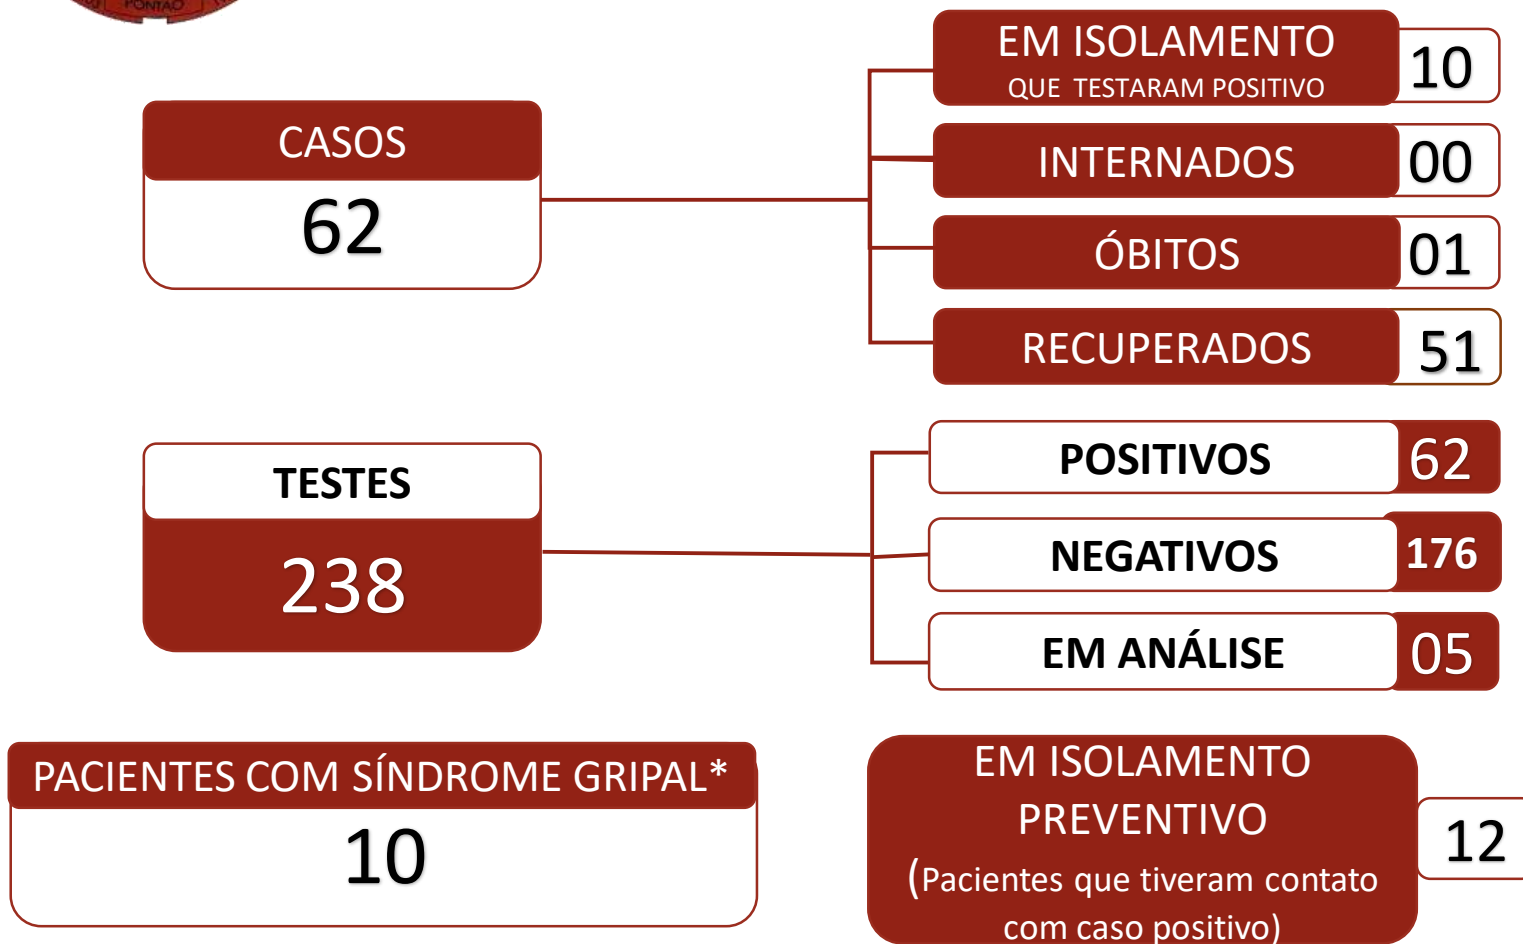 PONTÃO
EM ISOLAMENTO
QUE TESTARAM POSITIVO
10
CASOS
62
INTERNADOS
00
ÓBITOS
01
RECUPERADOS
51
TESTES
238
POSITIVOS
62
NEGATIVOS
176
EM ANÁLISE
05
PACIENTES COM SÍNDROME GRIPAL*
10
EM ISOLAMENTO
PREVENTIVO
(Pacientes que tiveram contato
com caso positivo)
12